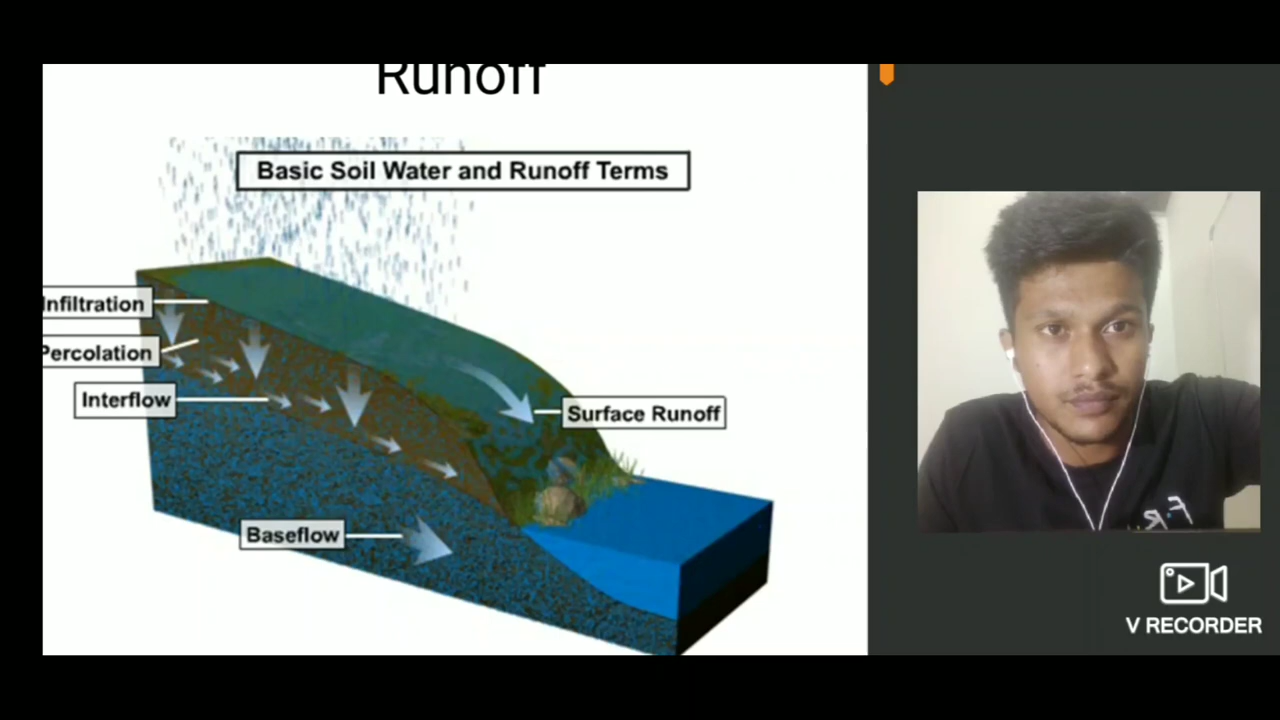 Runoff
Basic Soil Water and Runoff Terms
Infiltration
Percolation
Interflow
Surface Runoff
Baseflow
V RECORDER